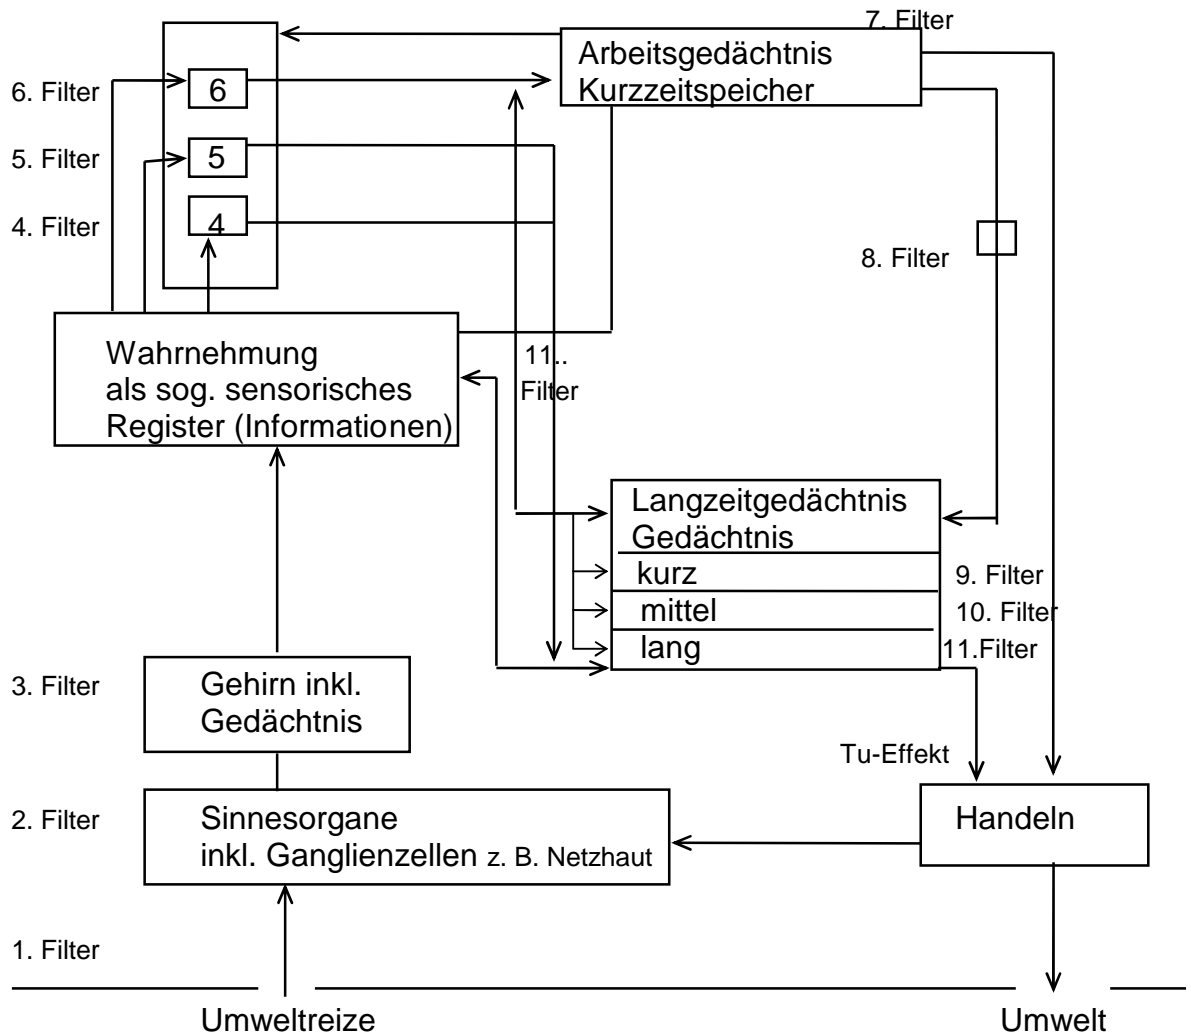 7. Filter
Arbeitsgedächtnis
Kurzzeitspeicher
6. Filter
6
5. Filter
5
4. Filter
4
8. Filter
Wahrnehmung
als sog. sensorisches
Register (Informationen)
11..
Filter
Langzeitgedächtnis
Gedächtnis
kurz
9. Filter
mittel
10. Filter
lang
11.Filter
3. Filter
Gehirn inkl.
Gedächtnis
Tu-Effekt
2. Filter
Sinnesorgane
inkl. Ganglienzellen z. B. Netzhaut
Handeln
1. Filter
Umweltreize
Umwelt